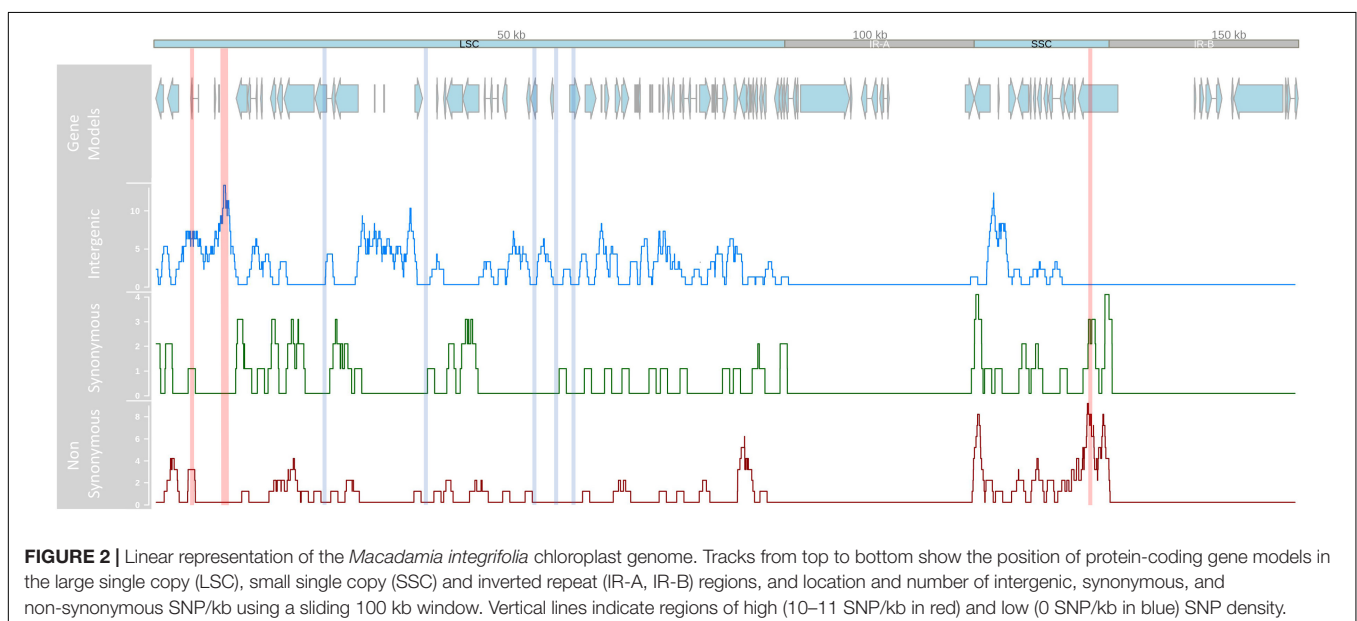 50 kb 100 kb 150 kb
LSC IR-A SSC IR-B
Gene
Models
Intergenic
10
5
0
Synonymous
4
3
2
1
0
Non
Synonymous
8
6
4
2
0
FIGURE 2 | Linear representation of the Macadamia integrifolia chloroplast genome. Tracks from top to bottom show the position of protein-coding gene models in
the large single copy (LSC), small single copy (SSC) and inverted repeat (IR-A, IR-B) regions, and location and number of intergenic, synonymous, and
non-synonymous SNP/kb using a sliding 100 kb window. Vertical lines indicate regions of high (10–11 SNP/kb in red) and low (0 SNP/kb in blue) SNP density.